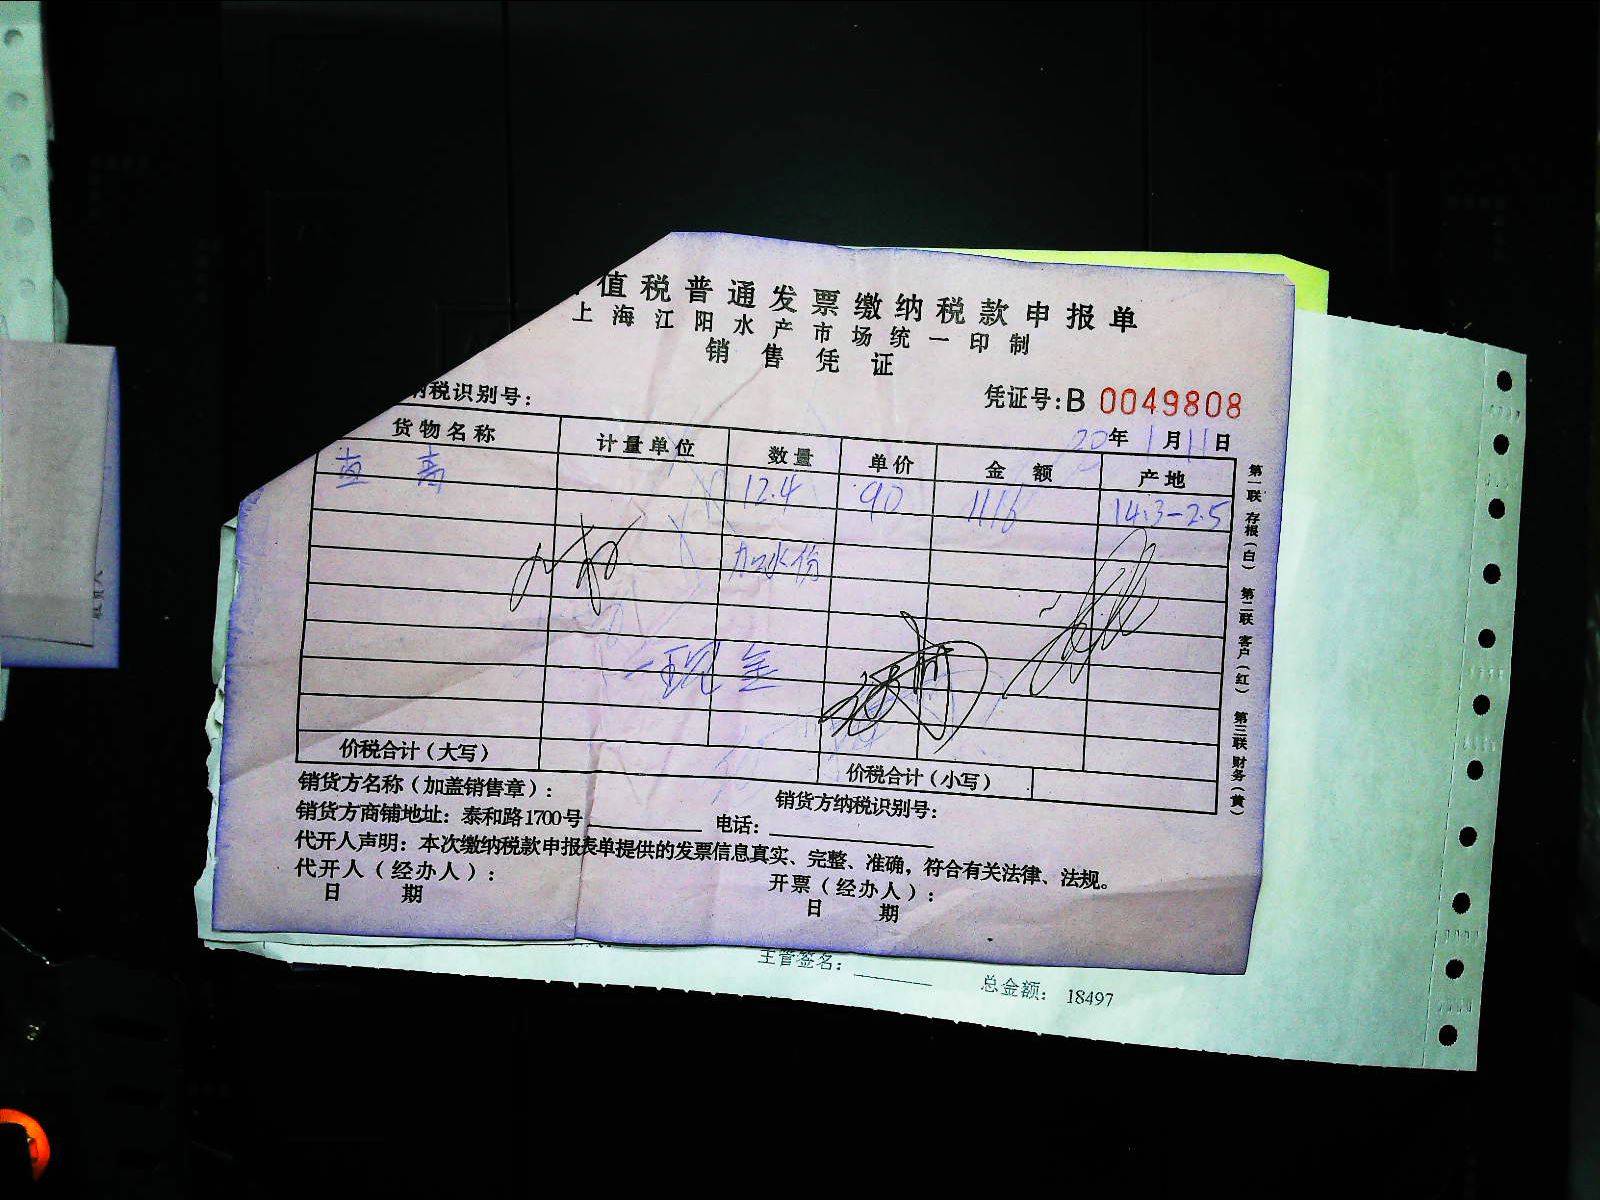 值税普通发票缴纳税款申报单
上海江阳水产市场统一印制
销售凭证
纳税识别号：
凭证号：B 0049808
20年1月11日
货物名称 计量单位 数量 单价 金额 产地
12.4 90 1116 14.3-2.5
加水份
现金
价税合计（大写） 价税合计（小写）
销货方名称（加盖销售章）： 销货方纳税识别号：
销货方商铺地址：泰和路1700号 电话：
代开人声明：本次缴纳税款申报表单提供的发票信息真实、完整、准确，符合有关法律、法规。
代开人（经办人）： 开票（经办人）：
日 期 日 期
第一联 存根（白） 第二联 客户（红） 第三联 财务（黄）
主管签名： 总金额： 18497